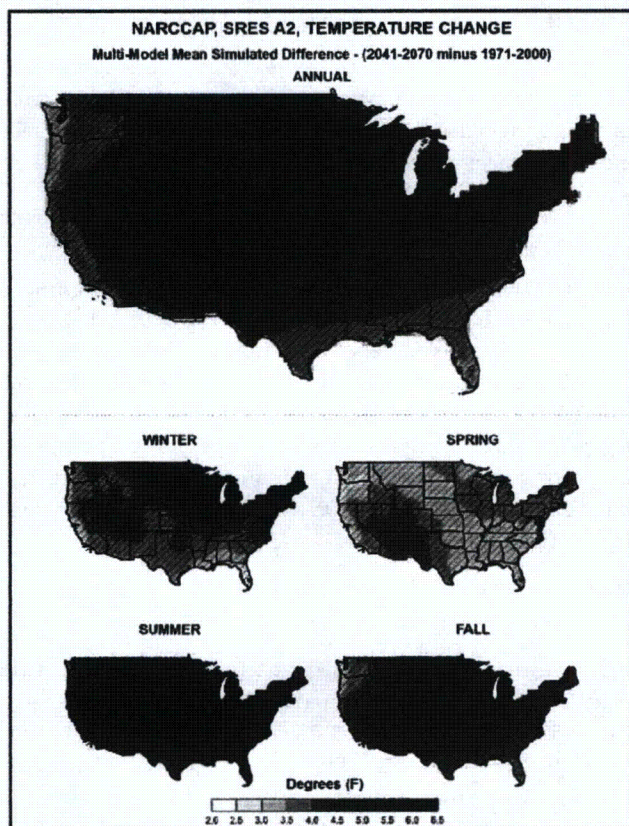 NARCCAP, SRES A2, TEMPERATURE CHANGE
Multi-Model Mean Simulated Difference - (2041-2070 minus 1971-2000)
ANNUAL
WINTER
SPRING
SUMMER
FALL
Degrees (F)
2.0 2.5 3.0 3.5 4.0 4.5 5.0 5.5 6.0 6.5